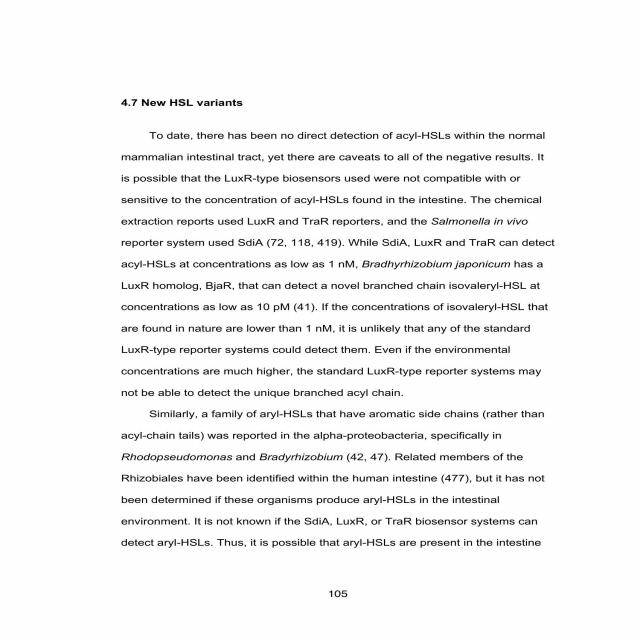 4.7 New HSL variants
To date, there has been no direct detection of acyl-HSLs within the normal
mammalian intestinal tract, yet there are caveats to all of the negative results. It
is possible that the LuxR-type biosensors used were not compatible with or
sensitive to the concentration of acyl-HSLs found in the intestine. The chemical
extraction reports used LuxR and TraR reporters, and the Salmonella in vivo
reporter system used SdiA (72, 118, 419). While SdiA, LuxR and TraR can detect
acyl-HSLs at concentrations as low as 1 nM, Bradhyrhizobium japonicum has a
LuxR homolog, BjaR, that can detect a novel branched chain isovaleryl-HSL at
concentrations as low as 10 pM (41). If the concentrations of isovaleryl-HSL that
are found in nature are lower than 1 nM, it is unlikely that any of the standard
LuxR-type reporter systems could detect them. Even if the environmental
concentrations are much higher, the standard LuxR-type reporter systems may
not be able to detect the unique branched acyl chain.
Similarly, a family of aryl-HSLs that have aromatic side chains (rather than
acyl-chain tails) was reported in the alpha-proteobacteria, specifically in
Rhodopseudomonas and Bradyrhizobium (42, 47). Related members of the
Rhizobiales have been identified within the human intestine (477), but it has not
been determined if these organisms produce aryl-HSLs in the intestinal
environment. It is not known if the SdiA, LuxR, or TraR biosensor systems can
detect aryl-HSLs. Thus, it is possible that aryl-HSLs are present in the intestine
105